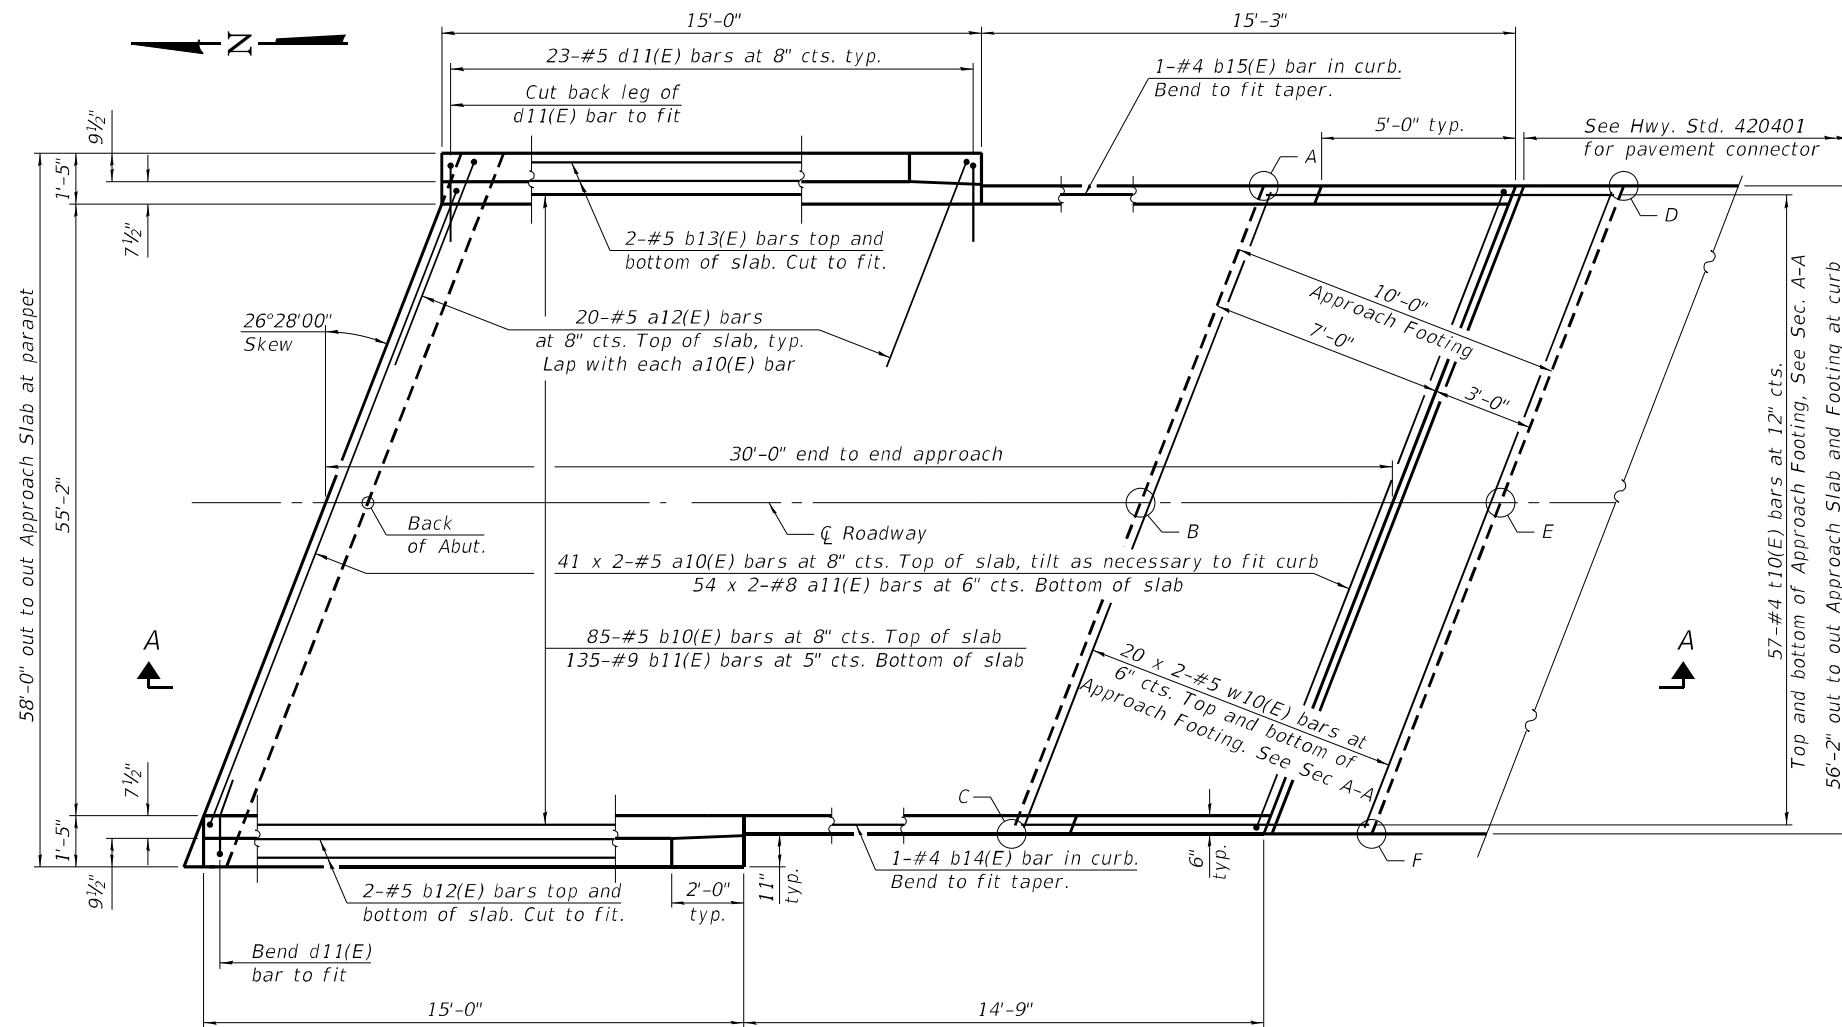 N
15'-0"
15'-3"
23-#5 d11(E) bars at 8" cts. typ.
Cut back leg of
d11(E) bar to fit
1-#4 b15(E) bar in curb.
Bend to fit taper.
5'-0" typ.
See Hwy. Std. 420401
for pavement connector
9½"
1'-5"
7½"
A
D
2-#5 b13(E) bars top and
bottom of slab. Cut to fit.
20-#5 a12(E) bars
at 8" cts. Top of slab, typ.
Lap with each a10(E) bar
26°28'00"
Skew
10'-0"
Approach Footing
7'-0"
3'-0"
58'-0" out to out Approach Slab at parapet
55'-2"
30'-0" end to end approach
Back
of Abut.
℄ Roadway
B
E
41 x 2-#5 a10(E) bars at 8" cts. Top of slab, tilt as necessary to fit curb
54 x 2-#8 a11(E) bars at 6" cts. Bottom of slab
85-#5 b10(E) bars at 8" cts. Top of slab
135-#9 b11(E) bars at 5" cts. Bottom of slab
20 x 2-#5 w10(E) bars at
6" cts. Top and bottom of
Approach Footing. See Sec A-A
57-#4 t10(E) bars at 12" cts.
Top and bottom of Approach Footing, See Sec. A-A
56'-2" out to out Approach Slab and Footing at curb
A
A
7½"
1'-5"
9½"
C
F
1-#4 b14(E) bar in curb.
Bend to fit taper.
6"
typ.
11"
typ.
2'-0"
typ.
2-#5 b12(E) bars top and
bottom of slab. Cut to fit.
Bend d11(E)
bar to fit
15'-0"
14'-9"